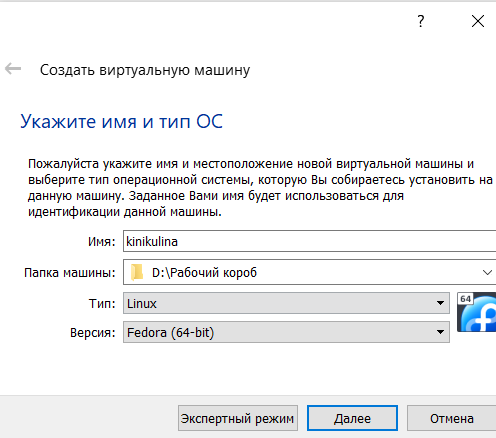 ?
Создать виртуальную машину
Укажите имя и тип ОС
Пожалуйста укажите имя и местоположение новой виртуальной машины и
выберите тип операционной системы, которую Вы собираетесь установить на
данную машину. Заданное Вами имя будет использоваться для
идентификации данной машины.
Имя: kinikulina
Папка машины: D:\Рабочий короб
Тип: Linux
64
Версия: Fedora (64-bit)
Экспертный режим Далее Отмена